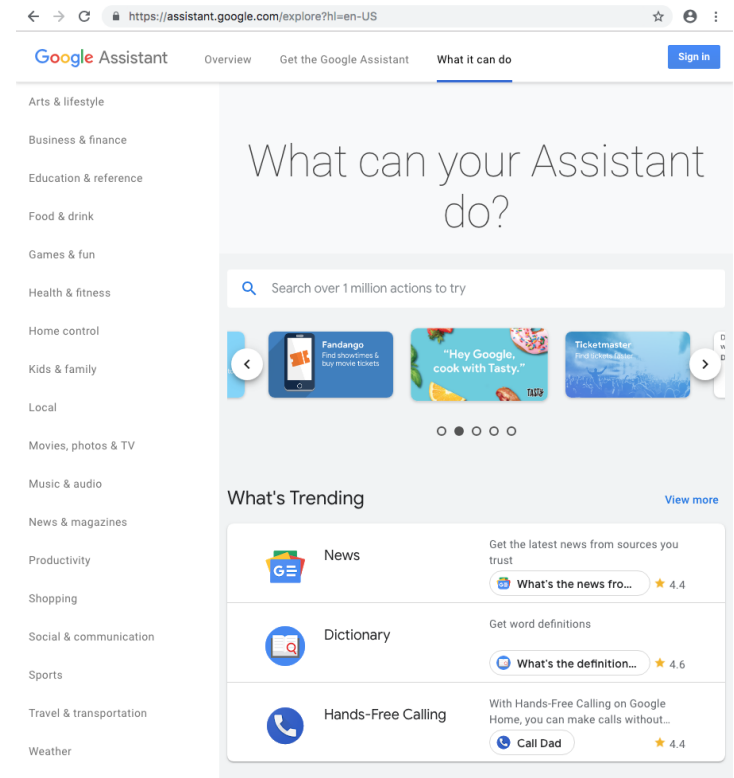 https://assistant.google.com/explore?hl=en-US
Google Assistant
Overview
Get the Google Assistant
What it can do
Sign in
Arts & lifestyle
Business & finance
Education & reference
Food & drink
Games & fun
Health & fitness
Home control
Kids & family
Local
Movies, photos & TV
Music & audio
News & magazines
Productivity
Shopping
Social & communication
Sports
Travel & transportation
Weather
What can your Assistant
do?
Search over 1 million actions to try
Fandango
Find showtimes &
buy movie tickets
"Hey Google,
cook with Tasty."
TASTY
Ticketmaster
Find tickets faster.
What's Trending
View more
News
Get the latest news from sources you
trust
What's the news fro...
4.4
Dictionary
Get word definitions
What's the definition...
4.6
Hands-Free Calling
With Hands-Free Calling on Google
Home, you can make calls without...
Call Dad
4.4